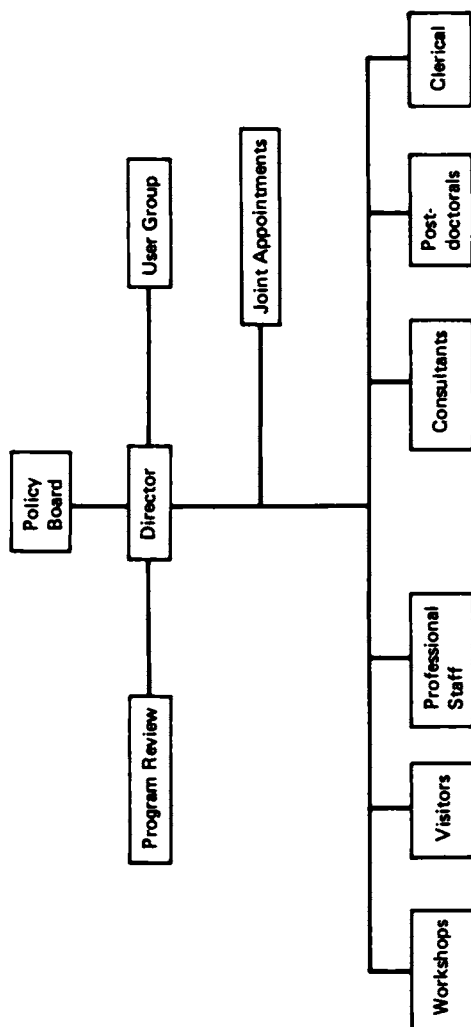 Policy
Board
Program Review
Director
User Group
Joint Appointments
Workshops
Visitors
Professional
Staff
Consultants
Post-
doctorals
Clerical